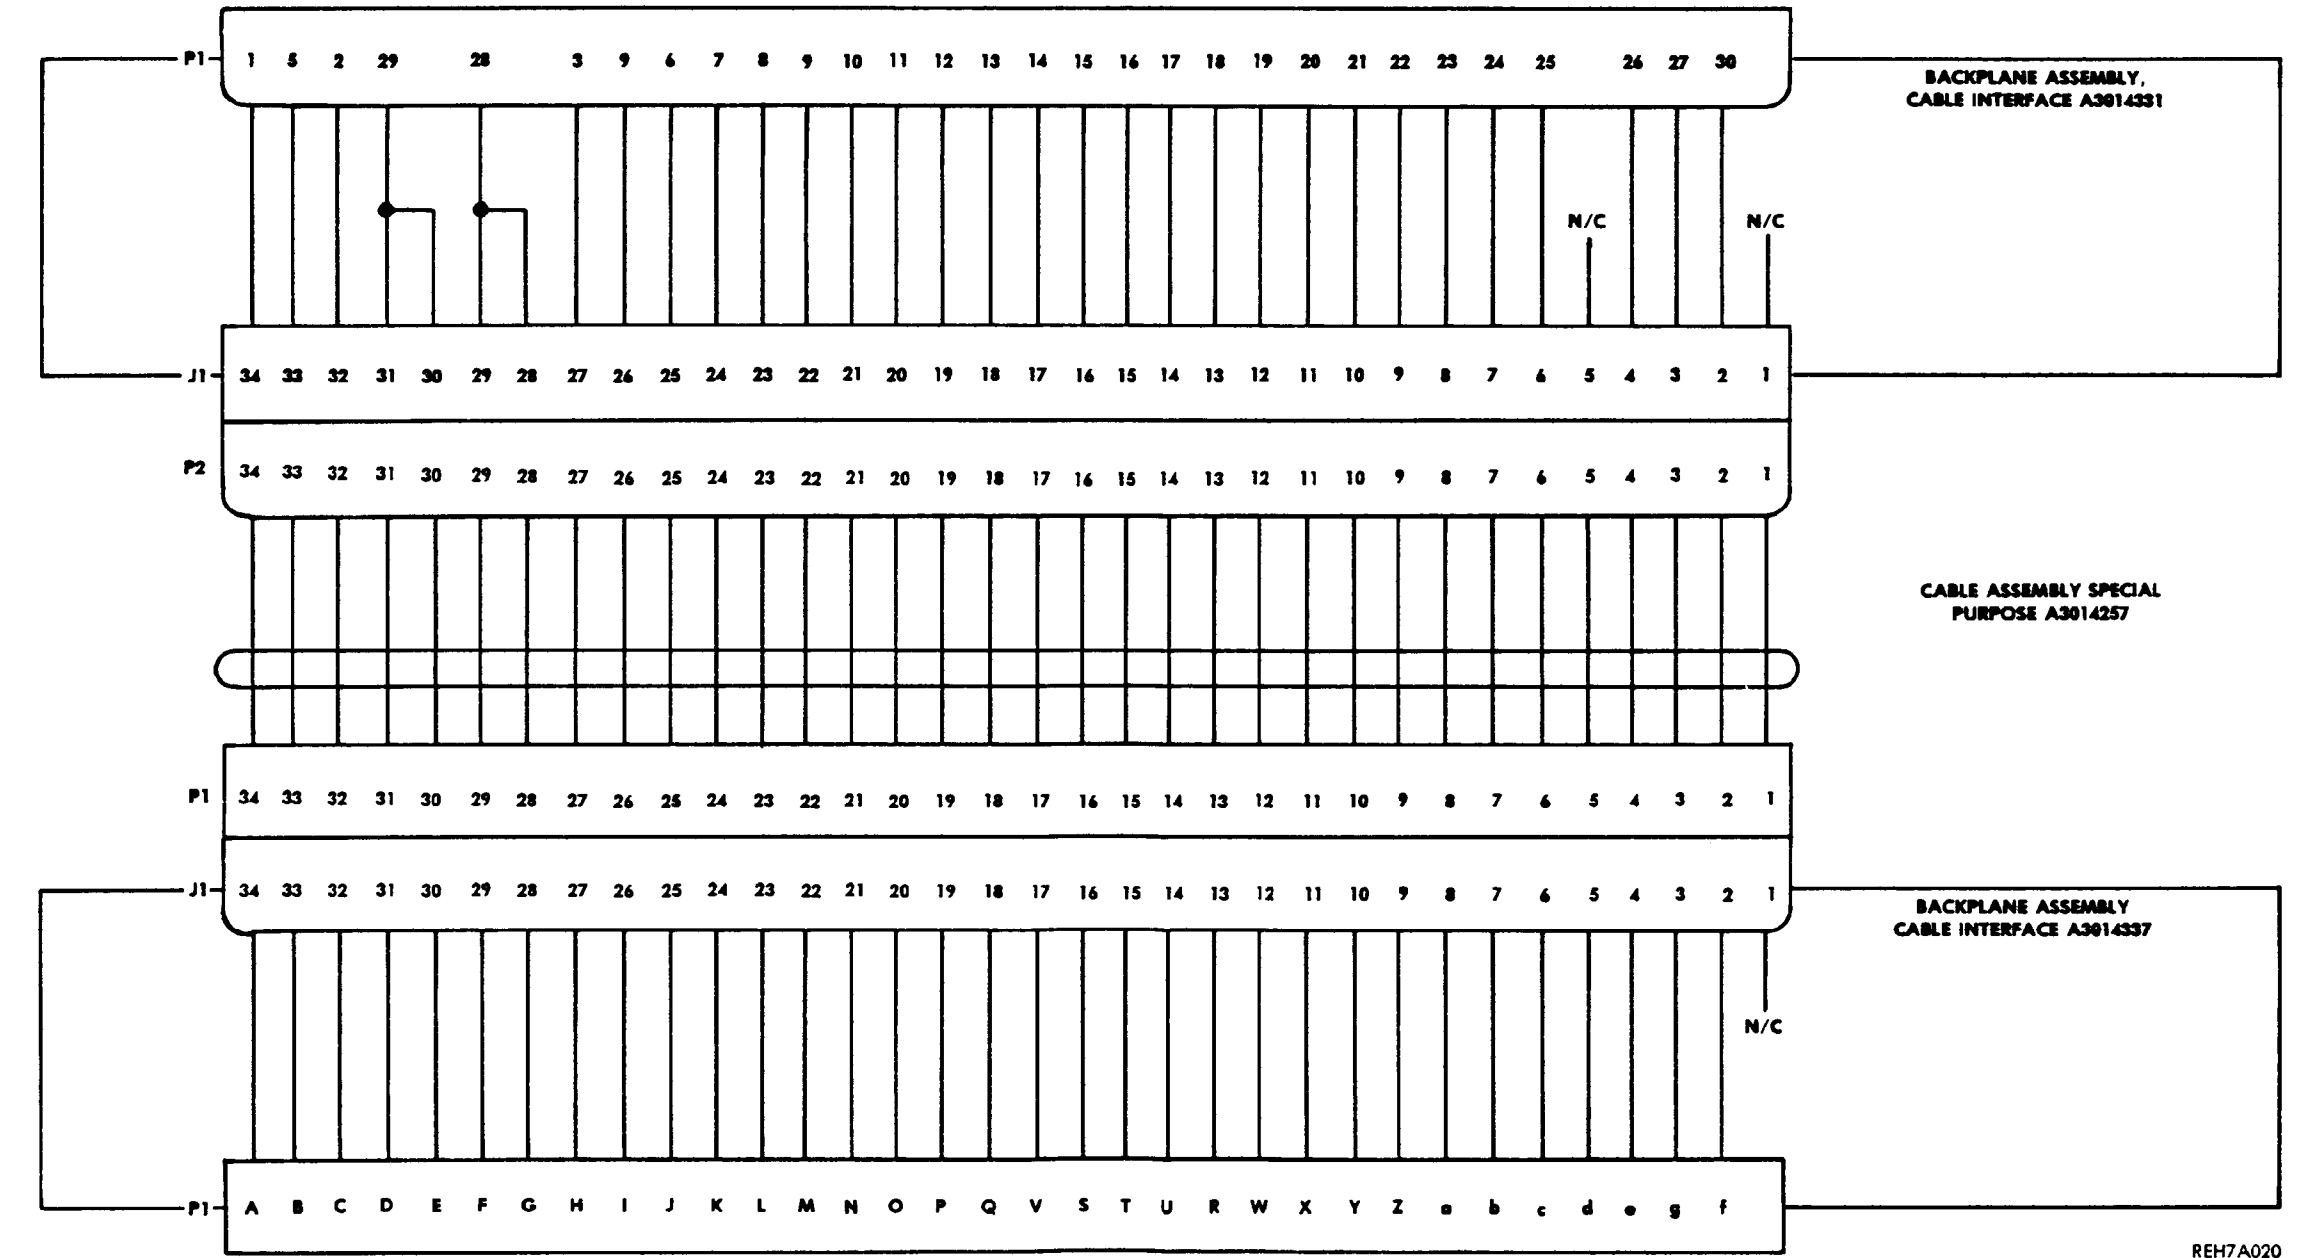 P1 1 5 2 29 28 3 9 6 7 8 9 10 11 12 13 14 15 16 17 18 19 20 21 22 23 24 25 26 27 30
BACKPLANE ASSEMBLY,
CABLE INTERFACE A3014331
N/C N/C
J1 34 33 32 31 30 29 28 27 26 25 24 23 22 21 20 19 18 17 16 15 14 13 12 11 10 9 8 7 6 5 4 3 2 1
P2 34 33 32 31 30 29 28 27 26 25 24 23 22 21 20 19 18 17 16 15 14 13 12 11 10 9 8 7 6 5 4 3 2 1
CABLE ASSEMBLY SPECIAL
PURPOSE A3014257
P1 34 33 32 31 30 29 28 27 26 25 24 23 22 21 20 19 18 17 16 15 14 13 12 11 10 9 8 7 6 5 4 3 2 1
J1 34 33 32 31 30 29 28 27 26 25 24 23 22 21 20 19 18 17 16 15 14 13 12 11 10 9 8 7 6 5 4 3 2 1
BACKPLANE ASSEMBLY
CABLE INTERFACE A3014337
N/C
P1 A B C D E F G H I J K L M N O P Q V S T U R W X Y Z a b c d e g f
REH7A020